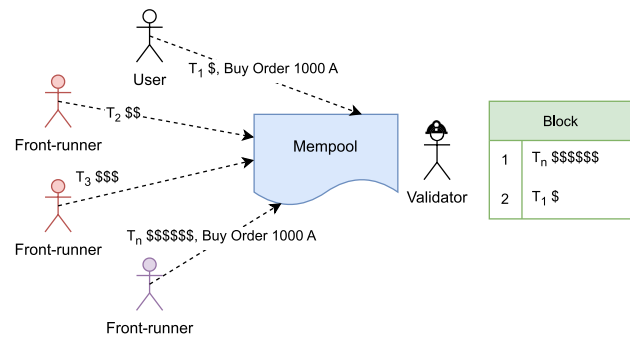 User
T1 $, Buy Order 1000 A
Front-runner
T2 $$
Front-runner
T3 $$$
Front-runner
Tn $$$$$$, Buy Order 1000 A
Mempool
Validator
Block
1 Tn $$$$$$
2 T1 $